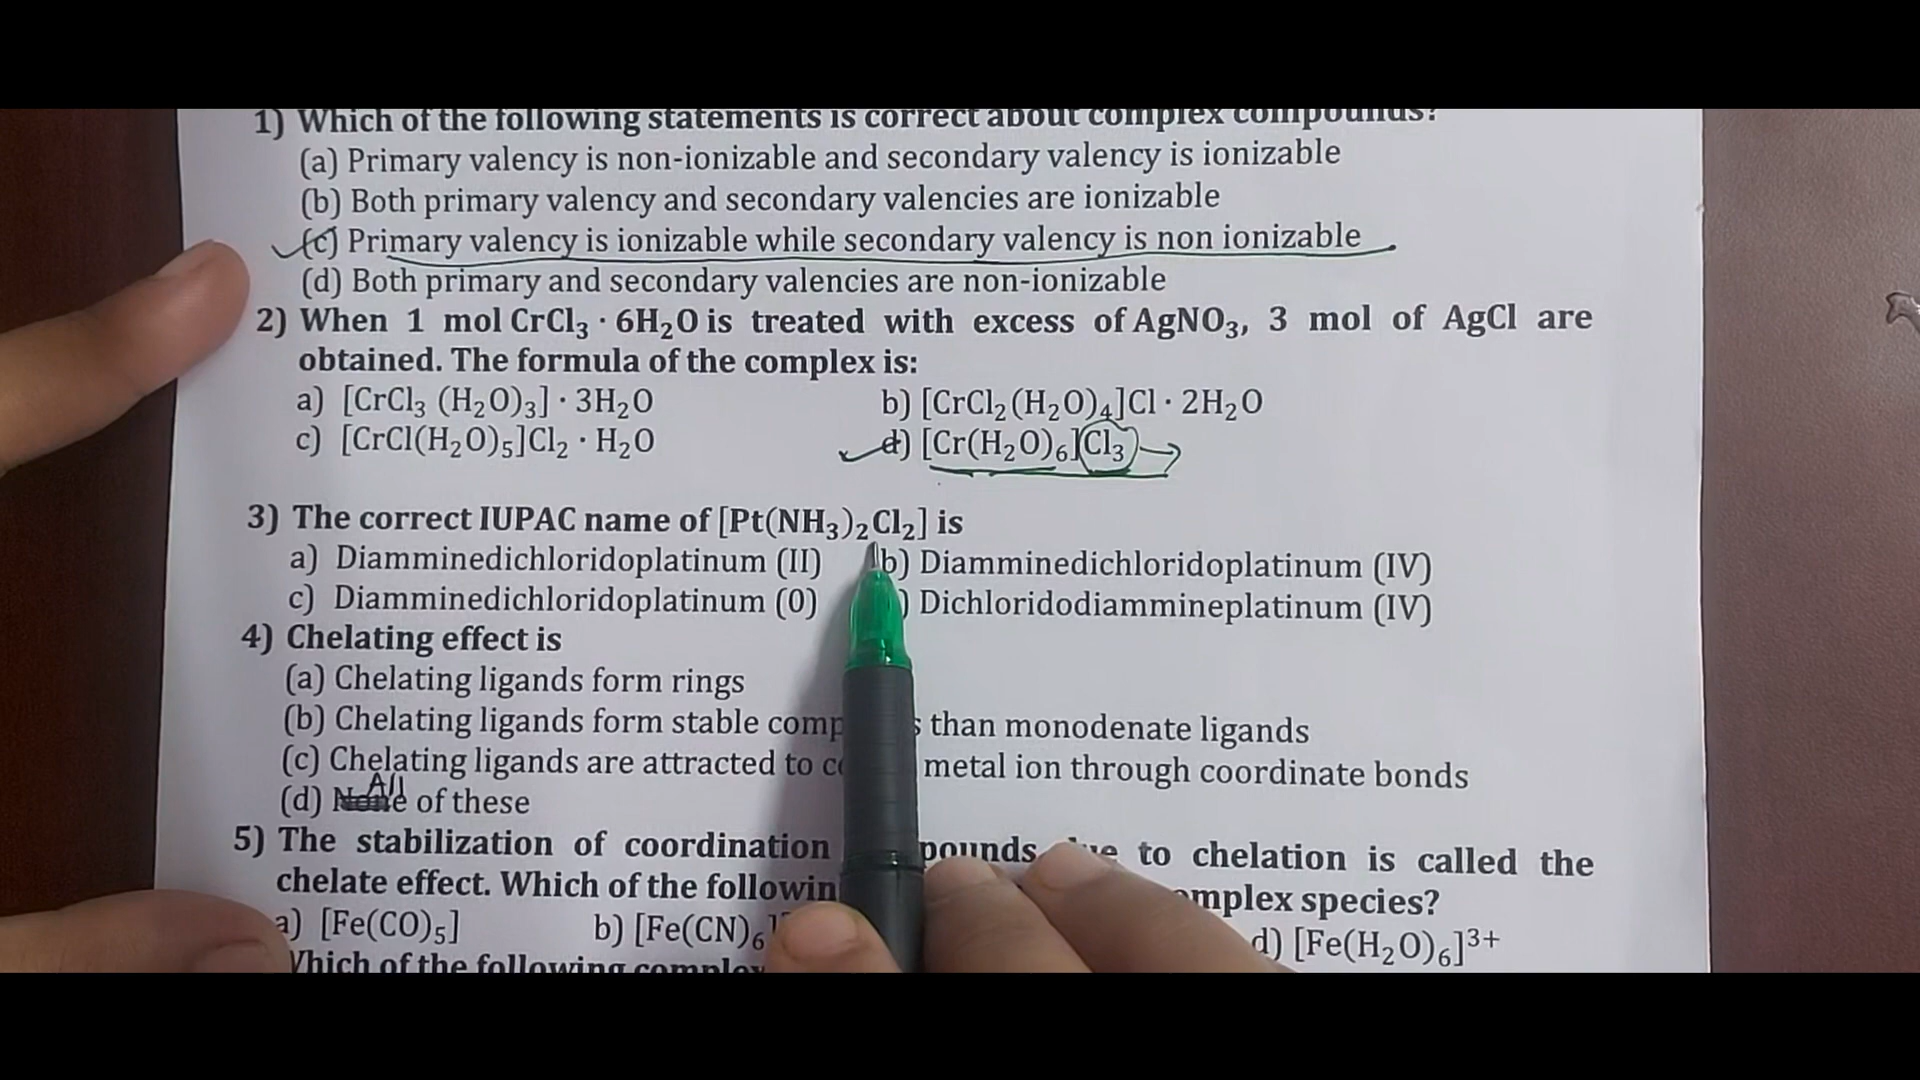 1) Which of the following statements is correct about complex compounds?
(a) Primary valency is non-ionizable and secondary valency is ionizable
(b) Both primary valency and secondary valencies are ionizable
(c) Primary valency is ionizable while secondary valency is non ionizable
(d) Both primary and secondary valencies are non-ionizable
2) When 1 mol CrCl₃ · 6H₂O is treated with excess of AgNO₃, 3 mol of AgCl are
obtained. The formula of the complex is:
a) [CrCl₃ (H₂O)₃] · 3H₂O b) [CrCl₂(H₂O)₄]Cl · 2H₂O
c) [CrCl(H₂O)₅]Cl₂ · H₂O d) [Cr(H₂O)₆]Cl₃
3) The correct IUPAC name of [Pt(NH₃)₂Cl₂] is
a) Diamminedichloridoplatinum (II) b) Diamminedichloridoplatinum (IV)
c) Diamminedichloridoplatinum (0) ) Dichloridodiammineplatinum (IV)
4) Chelating effect is
(a) Chelating ligands form rings
(b) Chelating ligands form stable comp s than monodenate ligands
(c) Chelating ligands are attracted to metal ion through coordinate bonds
All
(d) None of these
5) The stabilization of coordination pounds to chelation is called the
chelate effect. Which of the followin omplex species?
a) [Fe(CO)₅] b) [Fe(CN)₆] d) [Fe(H₂O)₆]³⁺
Which of the following